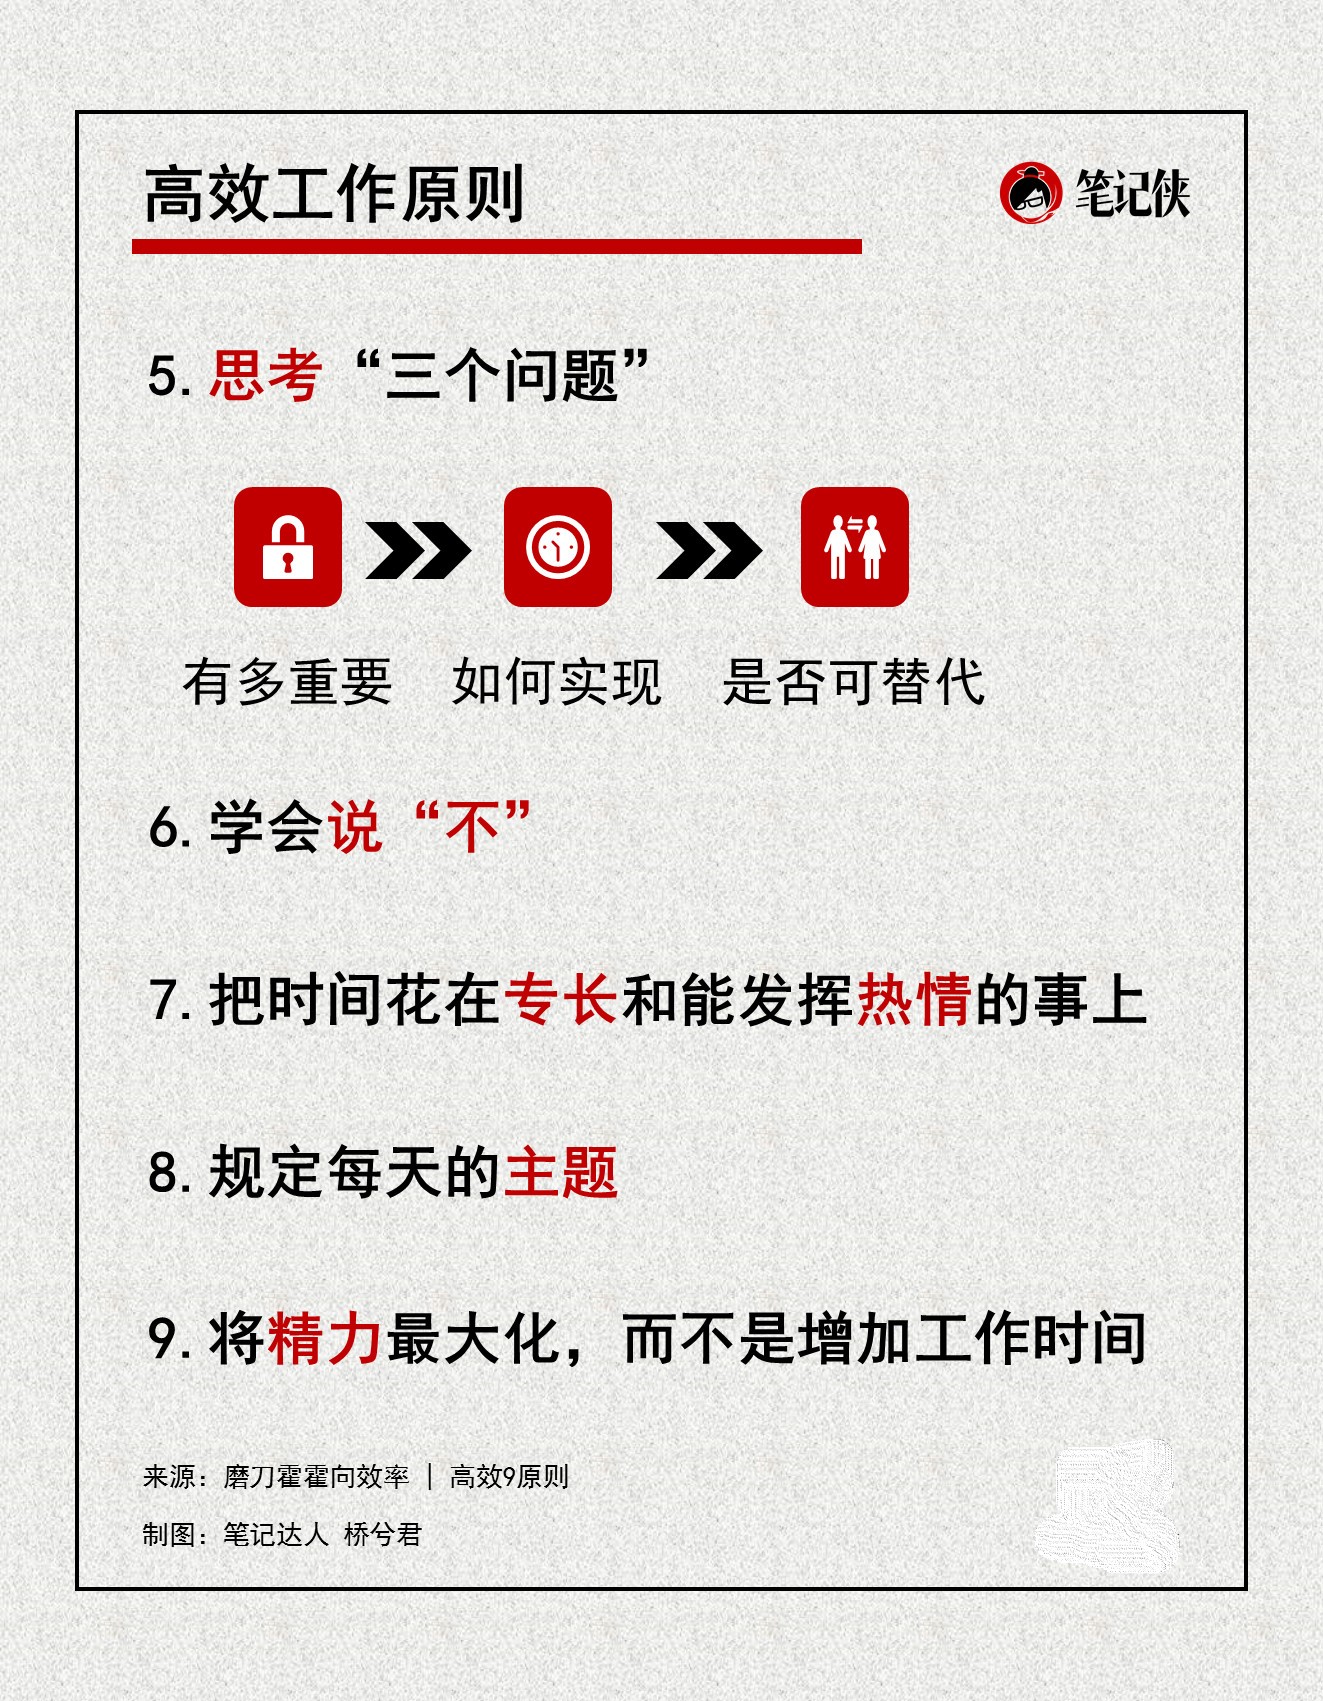 高效工作原则
笔记侠
5. 思考“三个问题”
有多重要 如何实现 是否可替代
6. 学会说“不”
7. 把时间花在专长和能发挥热情的事上
8. 规定每天的主题
9. 将精力最大化，而不是增加工作时间
来源：磨刀霍霍向效率 | 高效9原则
制图：笔记达人 桥兮君